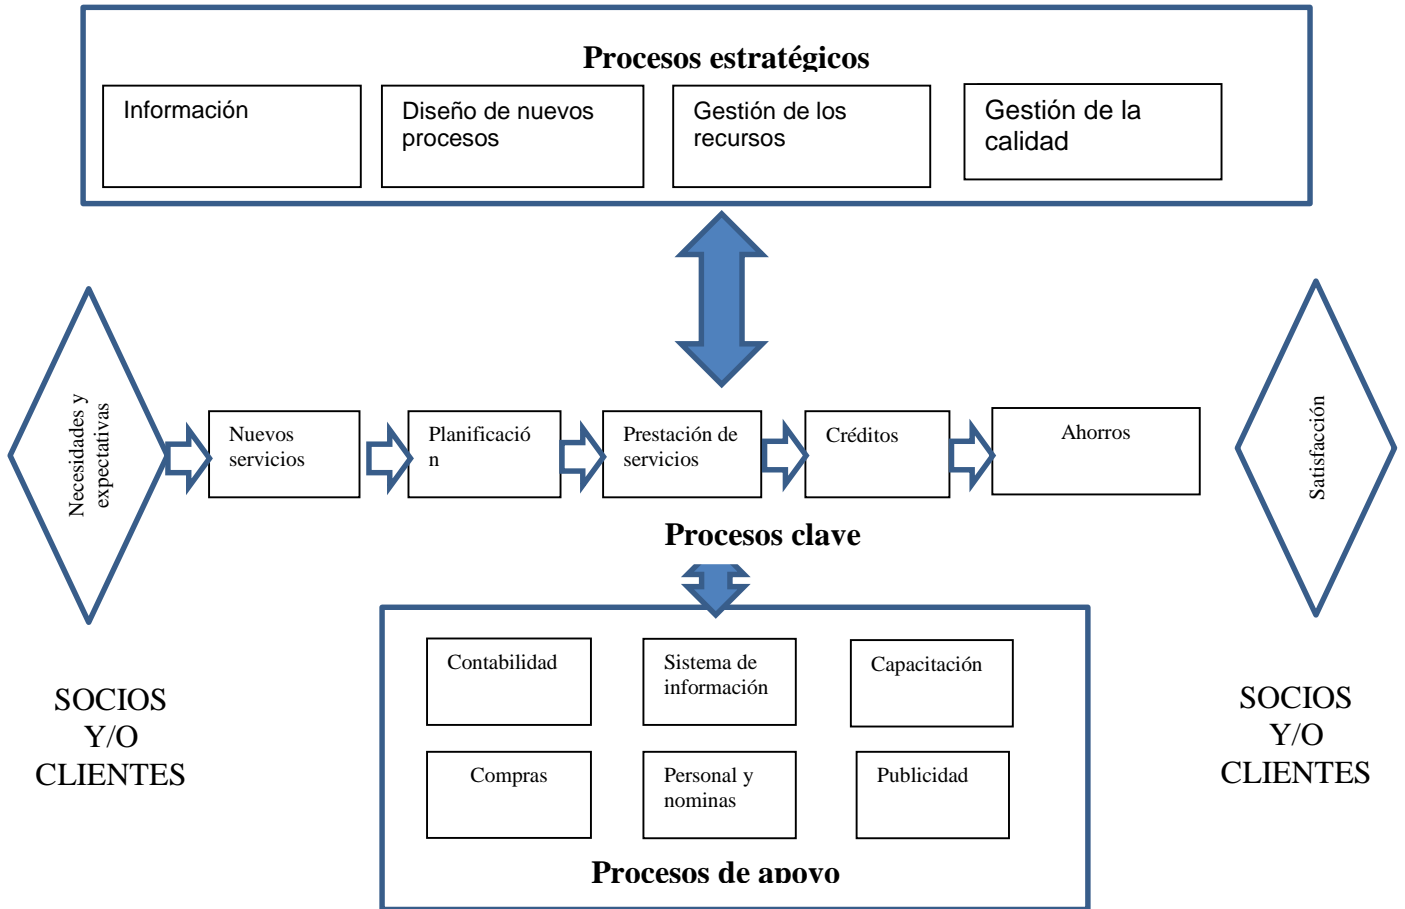 Procesos estratégicos
Información
Diseño de nuevos
procesos
Gestión de los
recursos
Gestión de la
calidad
Necesidades y
expectativas
Nuevos
servicios
Planificació
n
Prestación de
servicios
Créditos
Ahorros
Satisfacción
Procesos clave
Contabilidad
Sistema de
información
Capacitación
Compras
Personal y
nominas
Publicidad
Procesos de apoyo
SOCIOS
Y/O
CLIENTES
SOCIOS
Y/O
CLIENTES